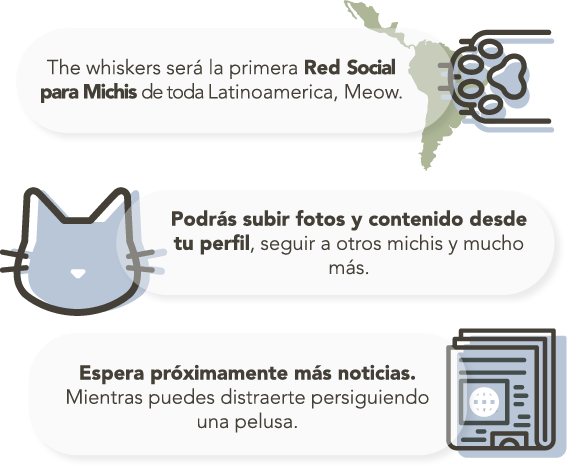 The whiskers será la primera Red Social
para Michis de toda Latinoamerica, Meow.
Podrás subir fotos y contenido desde
tu perfil, seguir a otros michis y mucho
más.
Espera próximamente más noticias.
Mientras puedes distraerte persiguiendo
una pelusa.